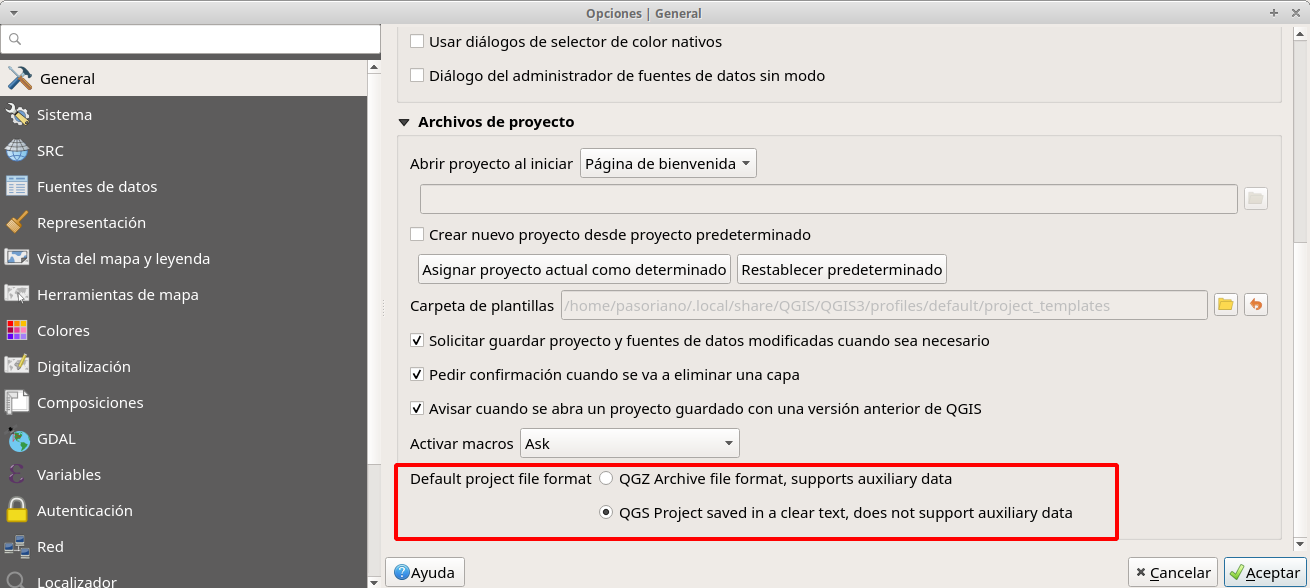 Opciones | General
General
Sistema
SRC
Fuentes de datos
Representación
Vista del mapa y leyenda
Herramientas de mapa
Colores
Digitalización
Composiciones
GDAL
Variables
Autenticación
Red
Localizador
Usar diálogos de selector de color nativos
Diálogo del administrador de fuentes de datos sin modo
Archivos de proyecto
Abrir proyecto al iniciar Página de bienvenida
Crear nuevo proyecto desde proyecto predeterminado
Asignar proyecto actual como determinado Restablecer predeterminado
Carpeta de plantillas /home/pasoriano/.local/share/QGIS/QGIS3/profiles/default/project_templates
Solicitar guardar proyecto y fuentes de datos modificadas cuando sea necesario
Pedir confirmación cuando se va a eliminar una capa
Avisar cuando se abra un proyecto guardado con una versión anterior de QGIS
Activar macros Ask
Default project file format QGZ Archive file format, supports auxiliary data
QGS Project saved in a clear text, does not support auxiliary data
Ayuda Cancelar Aceptar